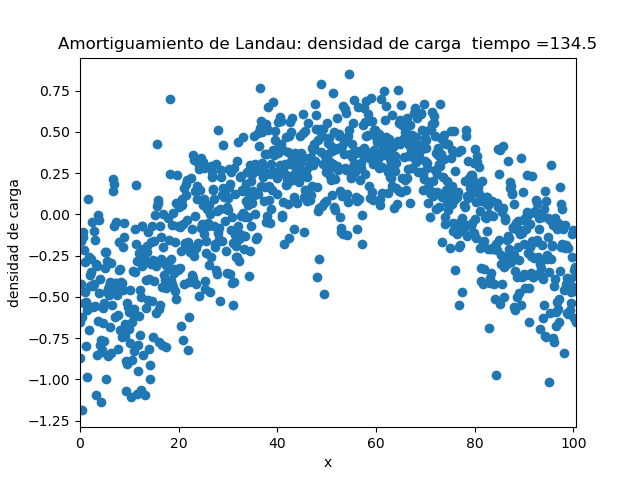 Amortiguamiento de Landau: densidad de carga  tiempo =134.5
densidad de carga
0.75
0.50
0.25
0.00
−0.25
−0.50
−0.75
−1.00
−1.25
0 20 40 60 80 100
x